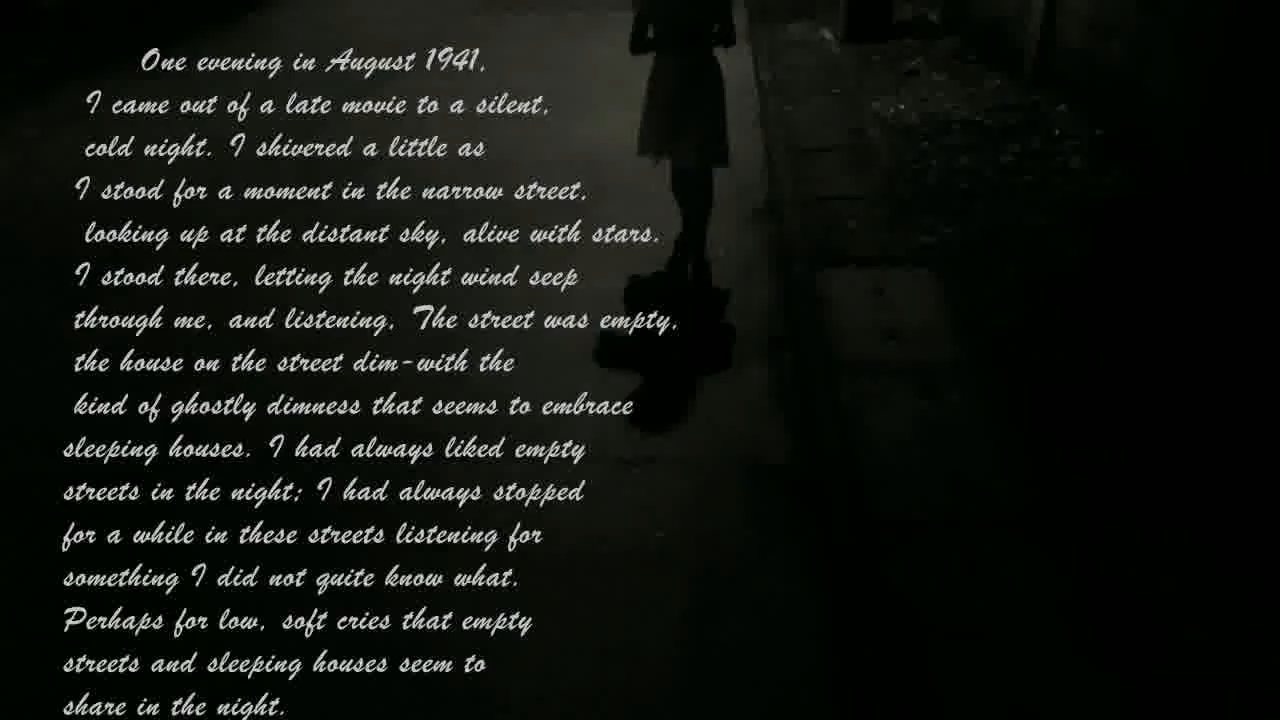 One evening in August 1941,
I came out of a late movie to a silent,
cold night. I shivered a little as
I stood for a moment in the narrow street,
looking up at the distant sky, alive with stars.
I stood there, letting the night wind seep
through me, and listening, The street was empty,
the house on the street dim-with the
kind of ghostly dimness that seems to embrace
sleeping houses. I had always liked empty
streets in the night; I had always stopped
for a while in these streets listening for
something I did not quite know what.
Perhaps for low, soft cries that empty
streets and sleeping houses seem to
share in the night.